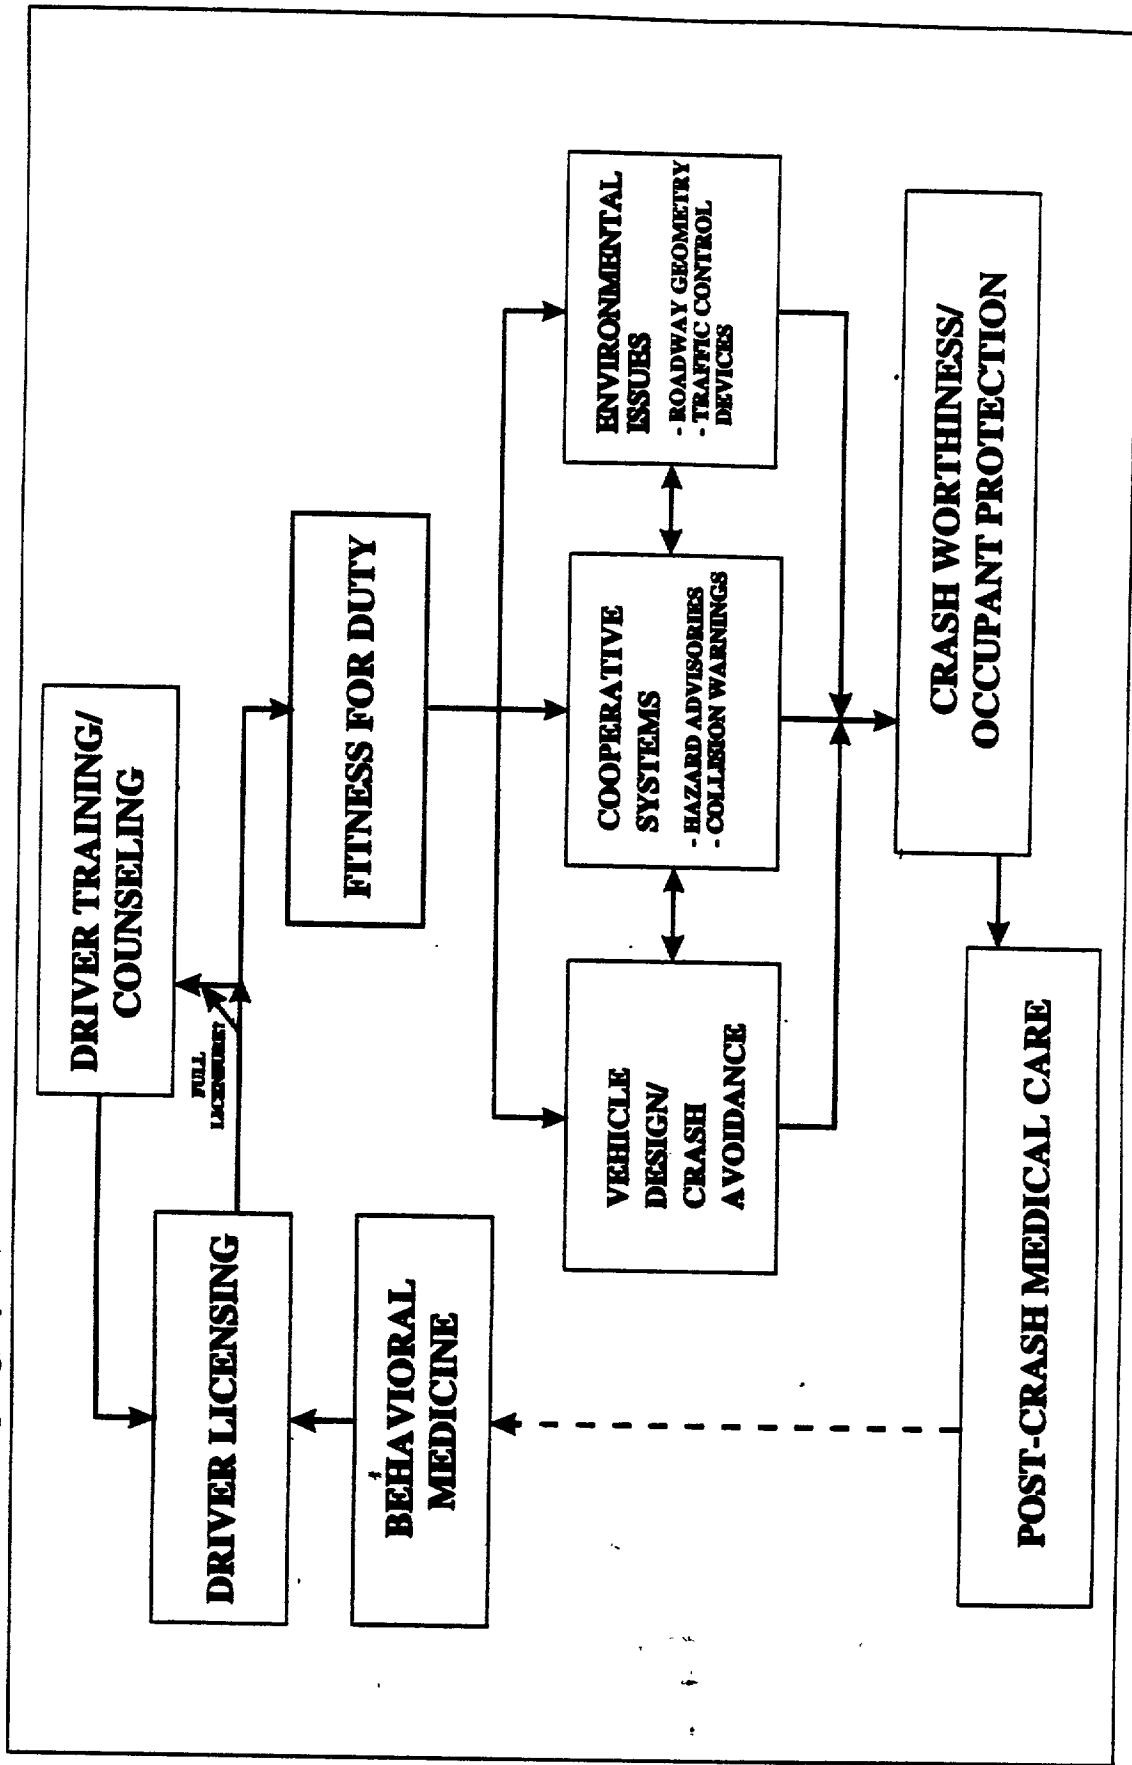 DRIVER TRAINING/
COUNSELING
DRIVER LICENSING
FULL
LICENSURE?
BEHAVIORAL
MEDICINE
FITNESS FOR DUTY
VEHICLE
DESIGN/
CRASH
AVOIDANCE
COOPERATIVE
SYSTEMS
- HAZARD ADVISORIES
- COLLISION WARNINGS
ENVIRONMENTAL
ISSUES
- ROADWAY GEOMETRY
- TRAFFIC CONTROL
DEVICES
CRASH WORTHINESS/
OCCUPANT PROTECTION
POST-CRASH MEDICAL CARE